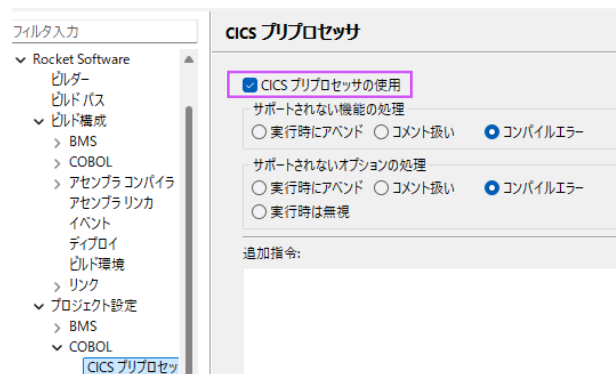 フィルタ入力
Rocket Software
ビルダー
ビルド パス
ビルド構成
BMS
COBOL
アセンブラ コンパイラ
アセンブラ リンカ
イベント
ディプロイ
ビルド環境
リンク
プロジェクト設定
BMS
COBOL
CICS プリプロセッ
CICS プリプロセッサ
CICS プリプロセッサの使用
サポートされない機能の処理
実行時にアベンド コメント扱い コンパイルエラー
サポートされないオプションの処理
実行時にアベンド コメント扱い コンパイルエラー
実行時は無視
追加指令: